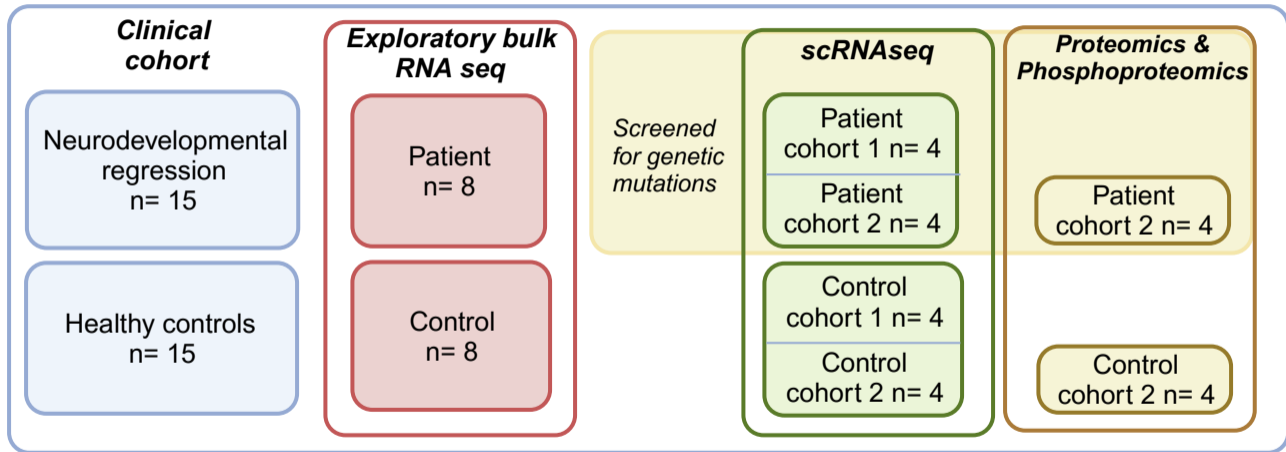 Clinical
cohort
Neurodevelopmental
regression
n= 15
Healthy controls
n= 15
Exploratory bulk
RNA seq
Patient
n= 8
Control
n= 8
Screened
for genetic
mutations
scRNAseq
Patient
cohort 1 n= 4
Patient
cohort 2 n= 4
Control
cohort 1 n= 4
Control
cohort 2 n= 4
Proteomics &
Phosphoproteomics
Patient
cohort 2 n= 4
Control
cohort 2 n= 4